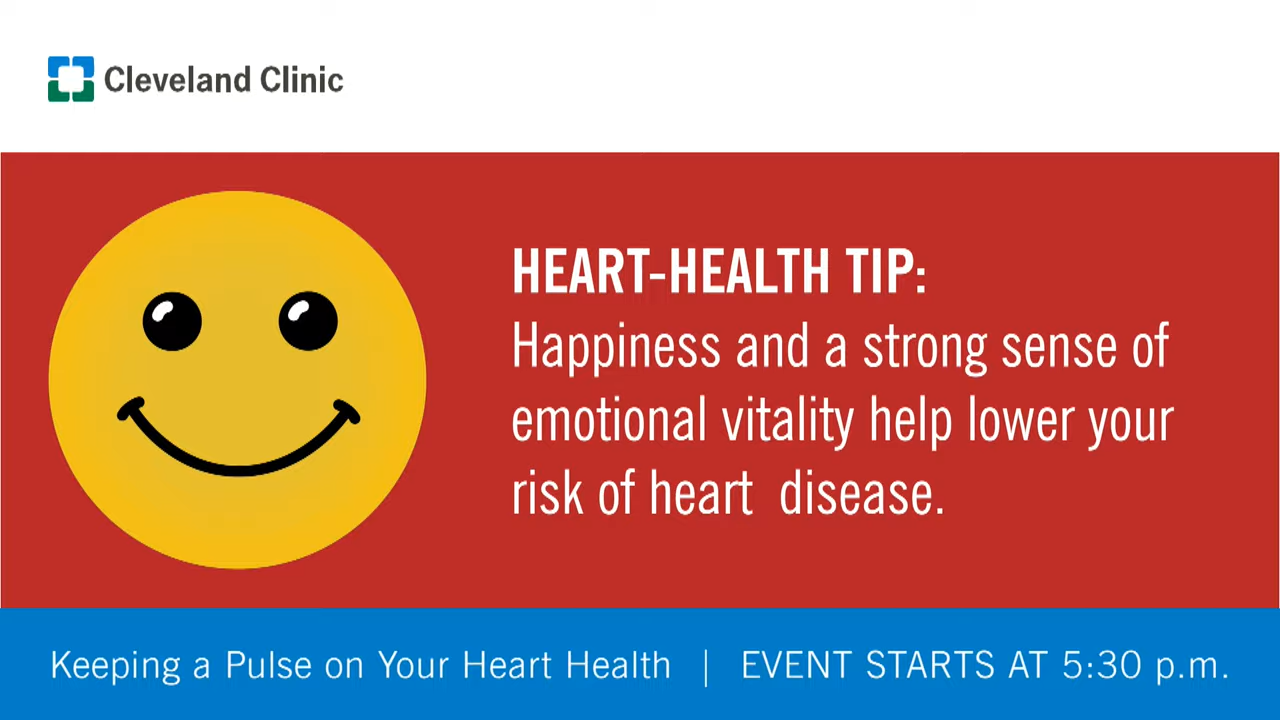 Cleveland Clinic
HEART-HEALTH TIP:
Happiness and a strong sense of
emotional vitality help lower your
risk of heart disease.
Keeping a Pulse on Your Heart Health | EVENT STARTS AT 5:30 p.m.